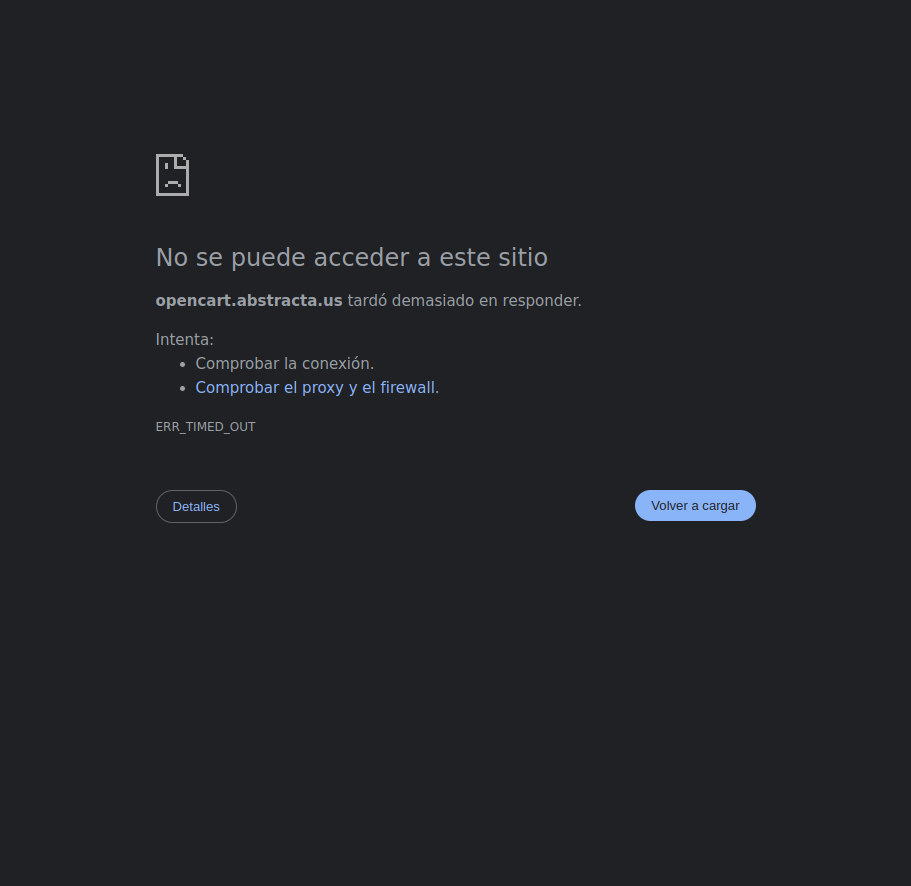 No se puede acceder a este sitio
opencart.abstracta.us tardó demasiado en responder.
Intenta:
Comprobar la conexión.
Comprobar el proxy y el firewall.
ERR_TIMED_OUT
Detalles
Volver a cargar